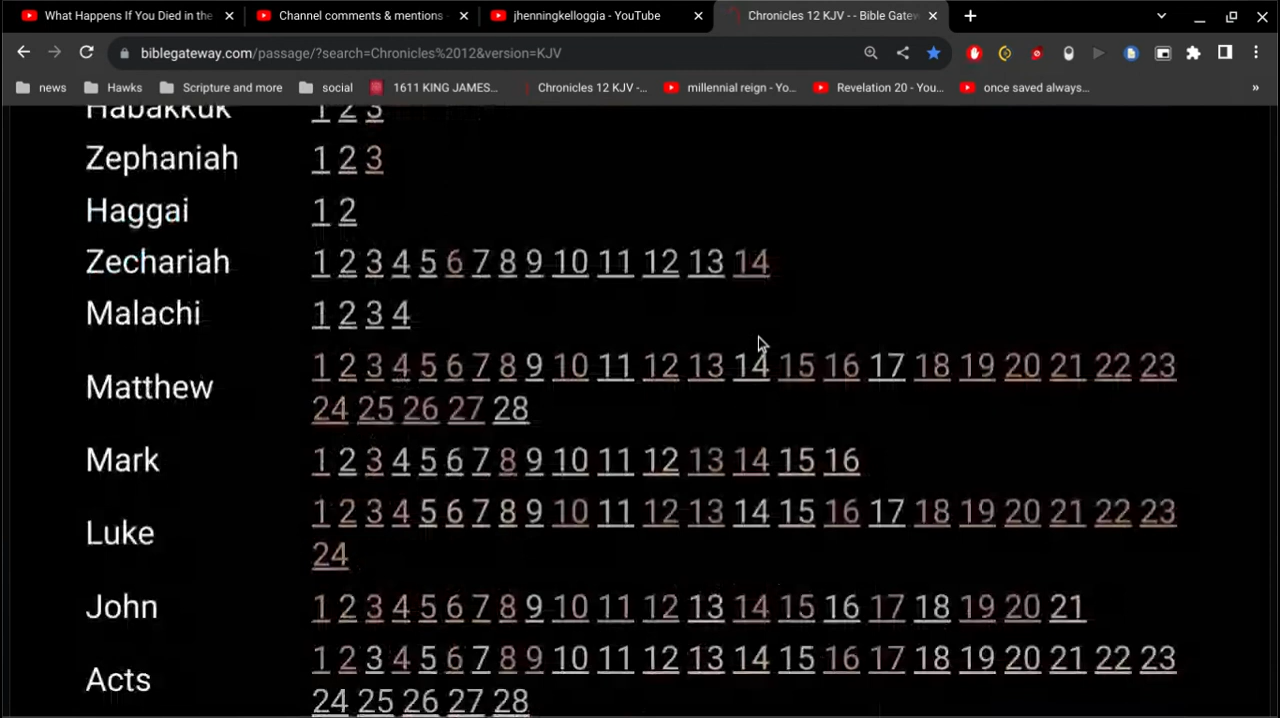 What Happens If You Died in the
Channel comments & mentions -
jhenningkelloggia - YouTube
Chronicles 12 KJV - - Bible Gatew
biblegateway.com/passage/?search=Chronicles%2012&version=KJV
news
Hawks
Scripture and more
social
1611 KING JAMES...
Chronicles 12 KJV -...
millennial reign - Yo...
Revelation 20 - You...
once saved always...
»
Habakkuk 1 2 3
Zephaniah 1 2 3
Haggai 1 2
Zechariah 1 2 3 4 5 6 7 8 9 10 11 12 13 14
Malachi 1 2 3 4
Matthew 1 2 3 4 5 6 7 8 9 10 11 12 13 14 15 16 17 18 19 20 21 22 23
24 25 26 27 28
Mark 1 2 3 4 5 6 7 8 9 10 11 12 13 14 15 16
Luke 1 2 3 4 5 6 7 8 9 10 11 12 13 14 15 16 17 18 19 20 21 22 23
24
John 1 2 3 4 5 6 7 8 9 10 11 12 13 14 15 16 17 18 19 20 21
Acts 1 2 3 4 5 6 7 8 9 10 11 12 13 14 15 16 17 18 19 20 21 22 23
24 25 26 27 28